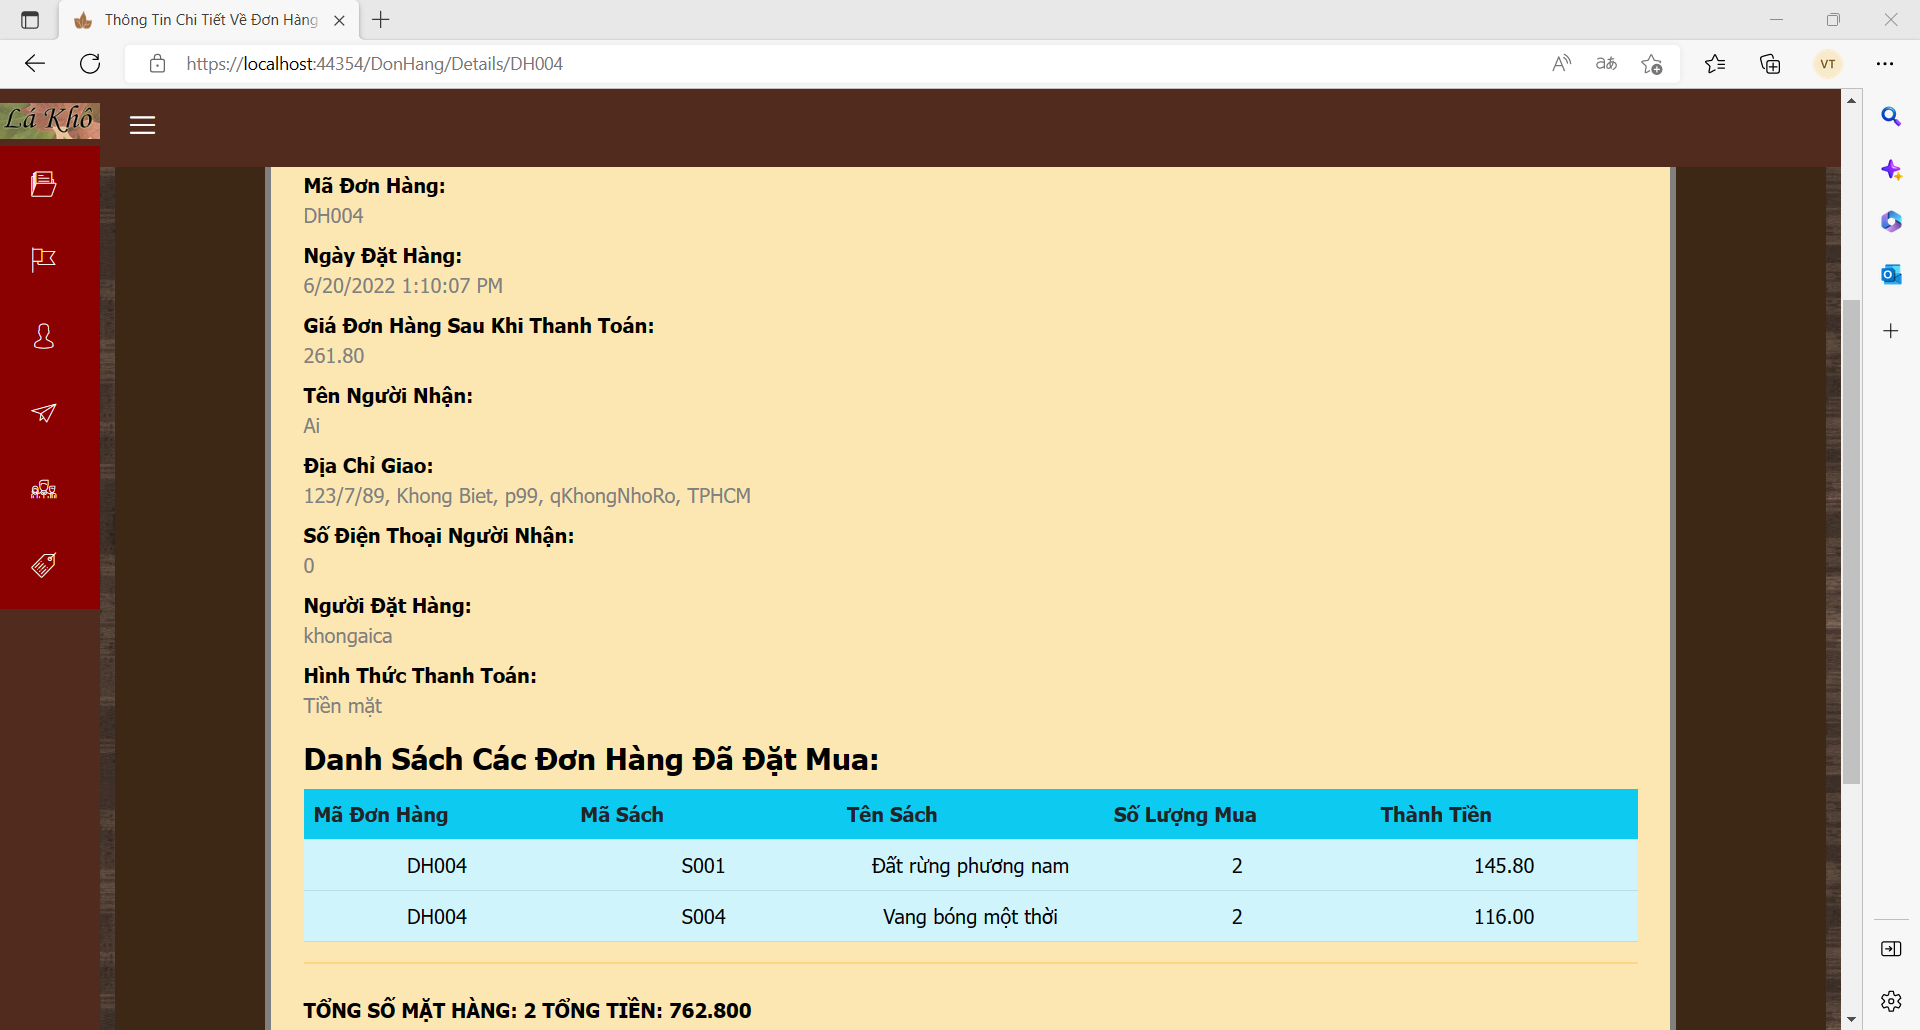 Thông Tin Chi Tiết Về Đơn Hàng
https://localhost:44354/DonHang/Details/DH004
VT
Lá Khô
Mã Đơn Hàng:
DH004
Ngày Đặt Hàng:
6/20/2022 1:10:07 PM
Giá Đơn Hàng Sau Khi Thanh Toán:
261.80
Tên Người Nhận:
Ai
Địa Chỉ Giao:
123/7/89, Khong Biet, p99, qKhongNhoRo, TPHCM
Số Điện Thoại Người Nhận:
0
Người Đặt Hàng:
khongaica
Hình Thức Thanh Toán:
Tiền mặt
Danh Sách Các Đơn Hàng Đã Đặt Mua:
Mã Đơn Hàng Mã Sách Tên Sách Số Lượng Mua Thành Tiền
DH004 S001 Đất rừng phương nam 2 145.80
DH004 S004 Vang bóng một thời 2 116.00
TỔNG SỐ MẶT HÀNG: 2 TỔNG TIỀN: 762.800